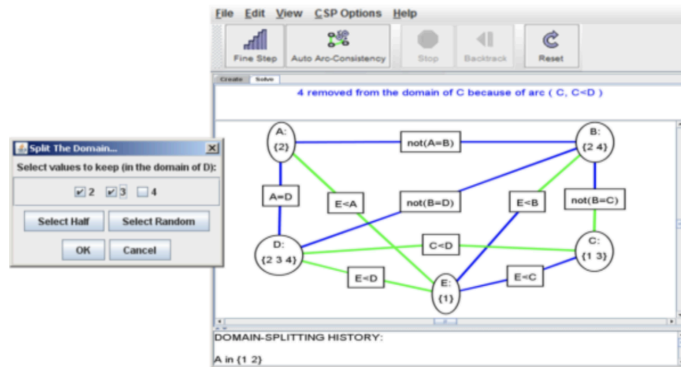 File Edit View CSP Options Help
Fine Step Auto Arc-Consistency Stop Backtrack Reset
Create Solve
4 removed from the domain of C because of arc ( C, C<D )
Split The Domain...
Select values to keep (in the domain of D):
2 3 4
Select Half Select Random
OK Cancel
A:
{2}
not(A=B)
B:
{2 4}
A=D
E<A
not(B=D)
E<B
not(B=C)
D:
{2 3 4}
C<D
C:
{1 3}
E<D
E:
{1}
E<C
DOMAIN-SPLITTING HISTORY:
A in {1 2}